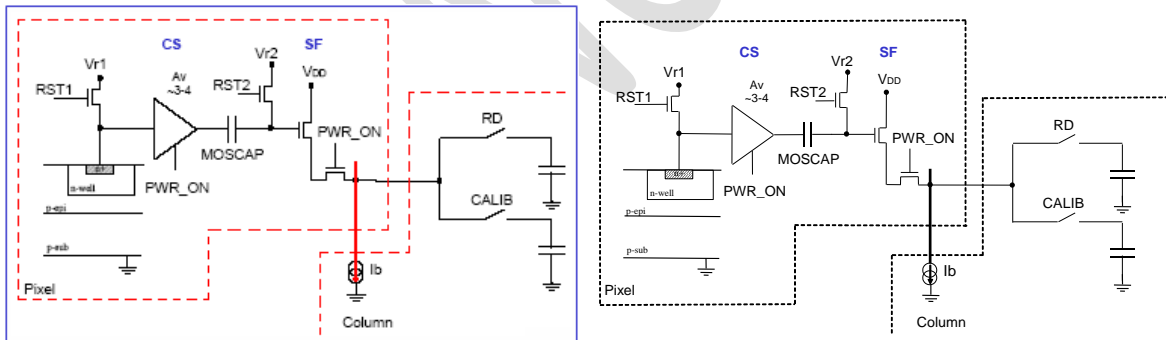 CS
SF
Vr1
Vr2
VDD
RST1
Av
~3-4
RST2
PWR_ON
RD
MOSCAP
n+
n-well
PWR_ON
CALIB
p-epi
p-sub
Ib
Pixel
Column
CS
SF
Vr1
Vr2
VDD
RST1
Av
~3-4
RST2
PWR_ON
RD
MOSCAP
n+
n-well
PWR_ON
CALIB
p-epi
p-sub
Ib
Pixel
Column